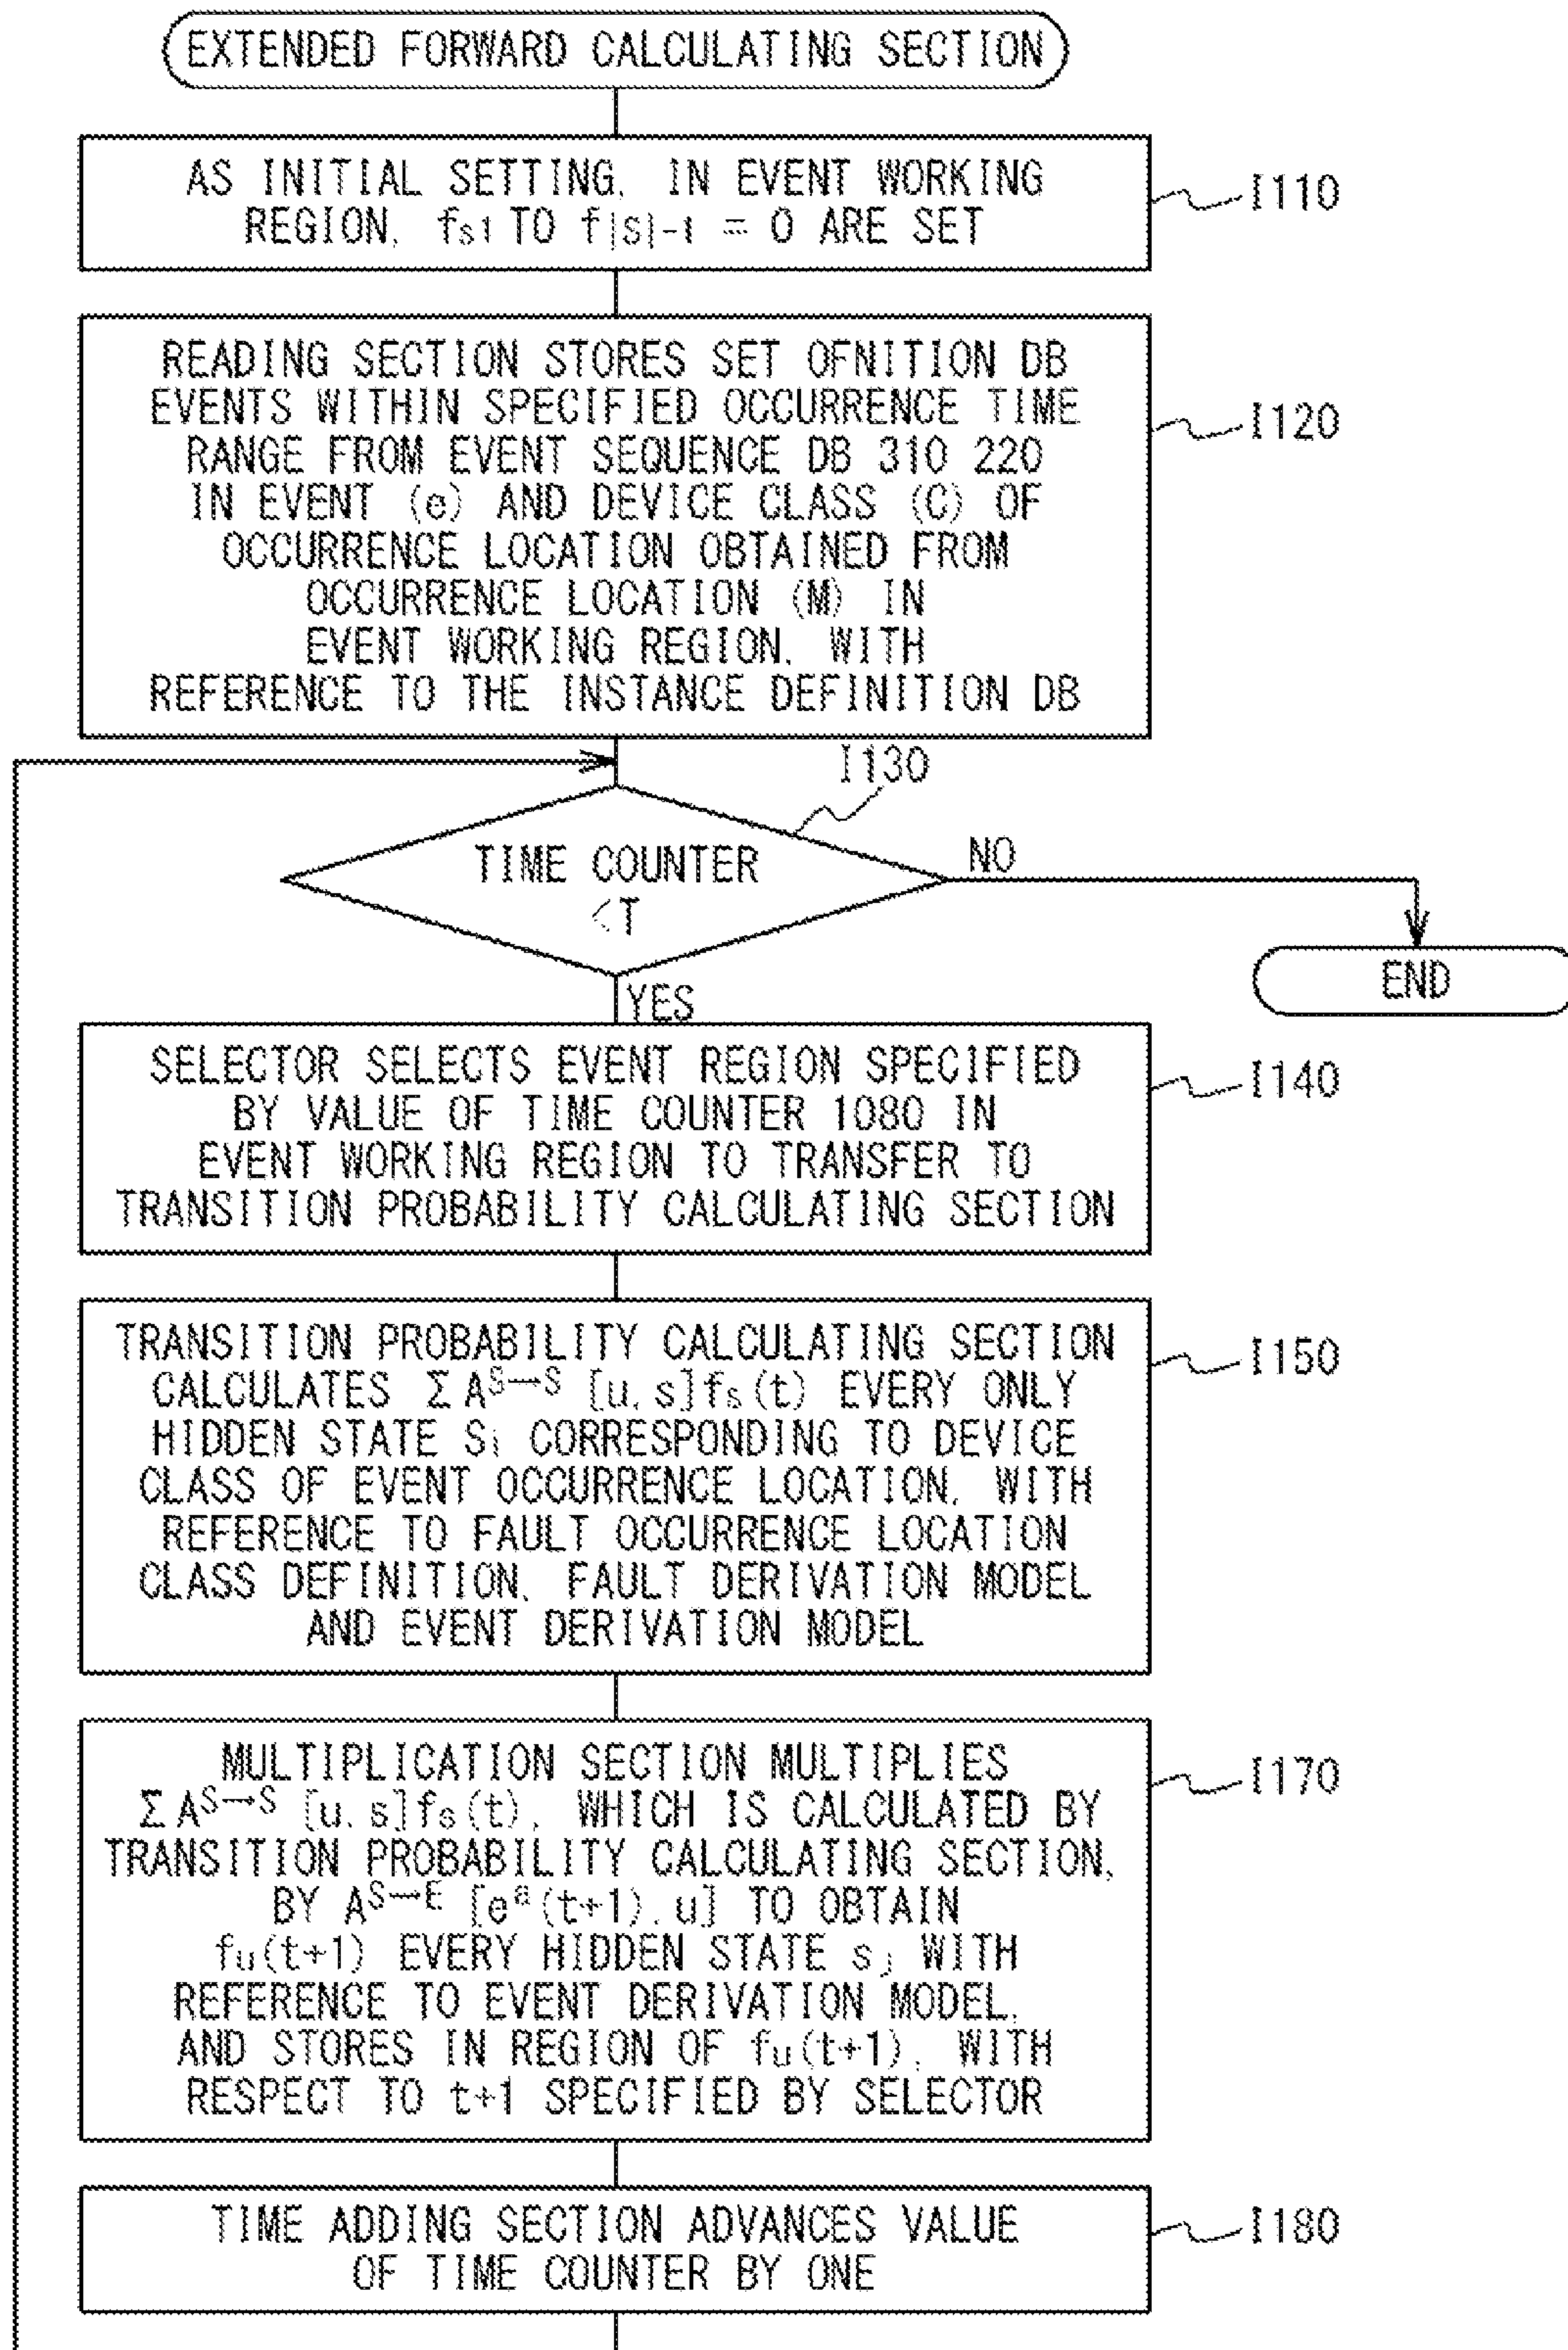 EXTENDED FORWARD CALCULATING SECTION
AS INITIAL SETTING, IN EVENT WORKING
REGION, fs1 TO f|s|-1 = 0 ARE SET
I110
READING SECTION STORES SET OFNITION DB
EVENTS WITHIN SPECIFIED OCCURRENCE TIME
RANGE FROM EVENT SEQUENCE DB 310 220
IN EVENT (e) AND DEVICE CLASS (C) OF
OCCURRENCE LOCATION OBTAINED FROM
OCCURRENCE LOCATION (M) IN
EVENT WORKING REGION, WITH
REFERENCE TO THE INSTANCE DEFINITION DB
I120
I130
TIME COUNTER
<T
NO
END
YES
SELECTOR SELECTS EVENT REGION SPECIFIED
BY VALUE OF TIME COUNTER 1080 IN
EVENT WORKING REGION TO TRANSFER TO
TRANSITION PROBABILITY CALCULATING SECTION
I140
TRANSITION PROBABILITY CALCULATING SECTION
CALCULATES Σ A^S→S [u, s]fs(t) EVERY ONLY
HIDDEN STATE Si CORRESPONDING TO DEVICE
CLASS OF EVENT OCCURRENCE LOCATION, WITH
REFERENCE TO FAULT OCCURRENCE LOCATION
CLASS DEFINITION, FAULT DERIVATION MODEL
AND EVENT DERIVATION MODEL
I150
MULTIPLICATION SECTION MULTIPLIES
Σ A^S→S [u, s]fs(t), WHICH IS CALCULATED BY
TRANSITION PROBABILITY CALCULATING SECTION,
BY A^S→E [e^a(t+1), u] TO OBTAIN
fu(t+1) EVERY HIDDEN STATE sj WITH
REFERENCE TO EVENT DERIVATION MODEL,
AND STORES IN REGION OF fu(t+1), WITH
RESPECT TO t+1 SPECIFIED BY SELECTOR
I170
TIME ADDING SECTION ADVANCES VALUE
OF TIME COUNTER BY ONE
I180